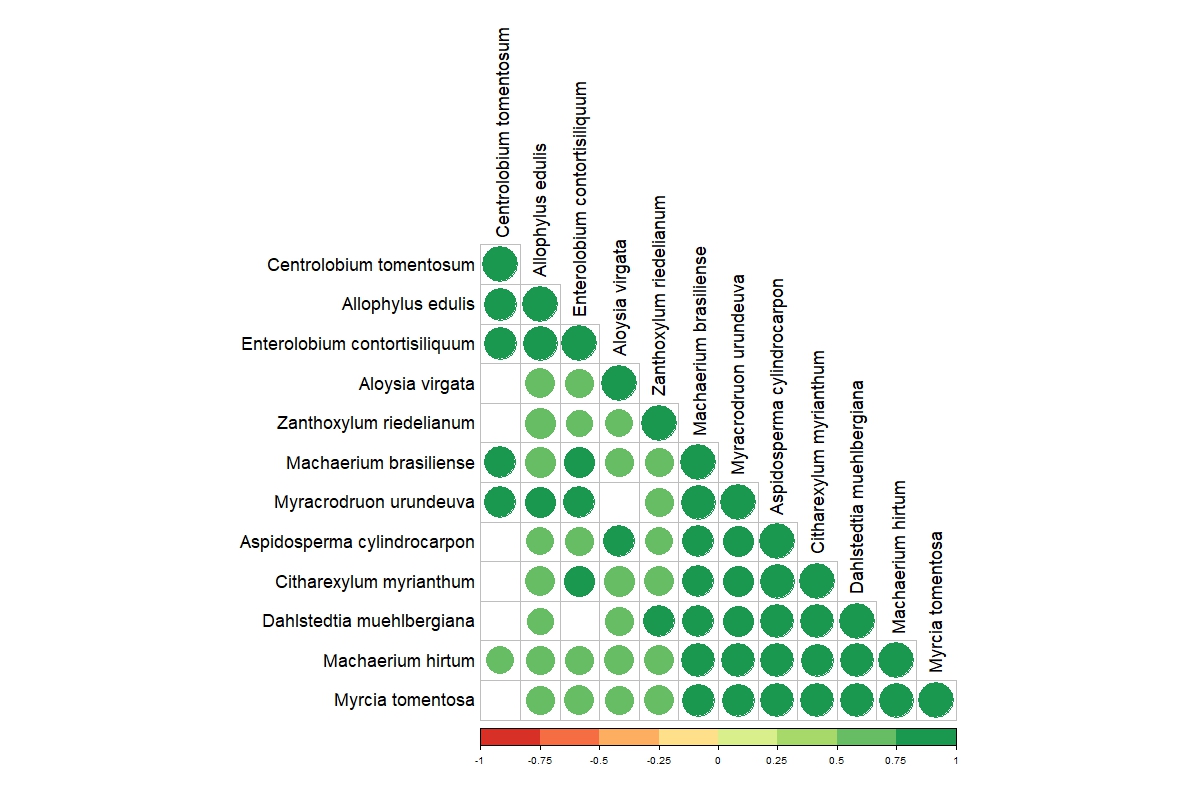 Centrolobium tomentosum
Allophylus edulis
Enterolobium contortisiliquum
Aloysia virgata
Zanthoxylum riedelianum
Machaerium brasiliense
Myracrodruon urundeuva
Aspidosperma cylindrocarpon
Citharexylum myrianthum
Dahlstedtia muehlbergiana
Machaerium hirtum
Myrcia tomentosa
Centrolobium tomentosum
Allophylus edulis
Enterolobium contortisiliquum
Aloysia virgata
Zanthoxylum riedelianum
Machaerium brasiliense
Myracrodruon urundeuva
Aspidosperma cylindrocarpon
Citharexylum myrianthum
Dahlstedtia muehlbergiana
Machaerium hirtum
Myrcia tomentosa
-1 -0.75 -0.5 -0.25 0 0.25 0.5 0.75 1